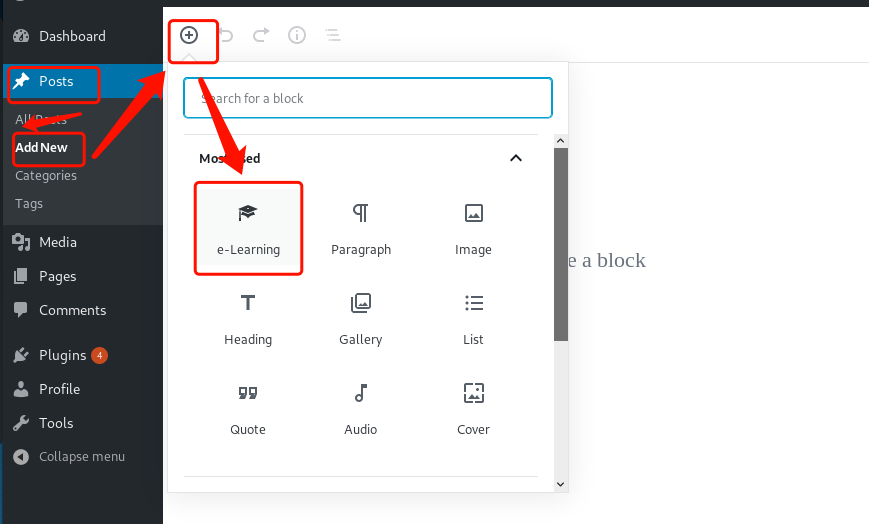 Dashboard
Posts
All Posts
Add New
Categories
Tags
Media
Pages
Comments
Plugins 4
Profile
Tools
Collapse menu
Search for a block
Most used
e-Learning
Paragraph
Image
Heading
Gallery
List
Quote
Audio
Cover
e a block